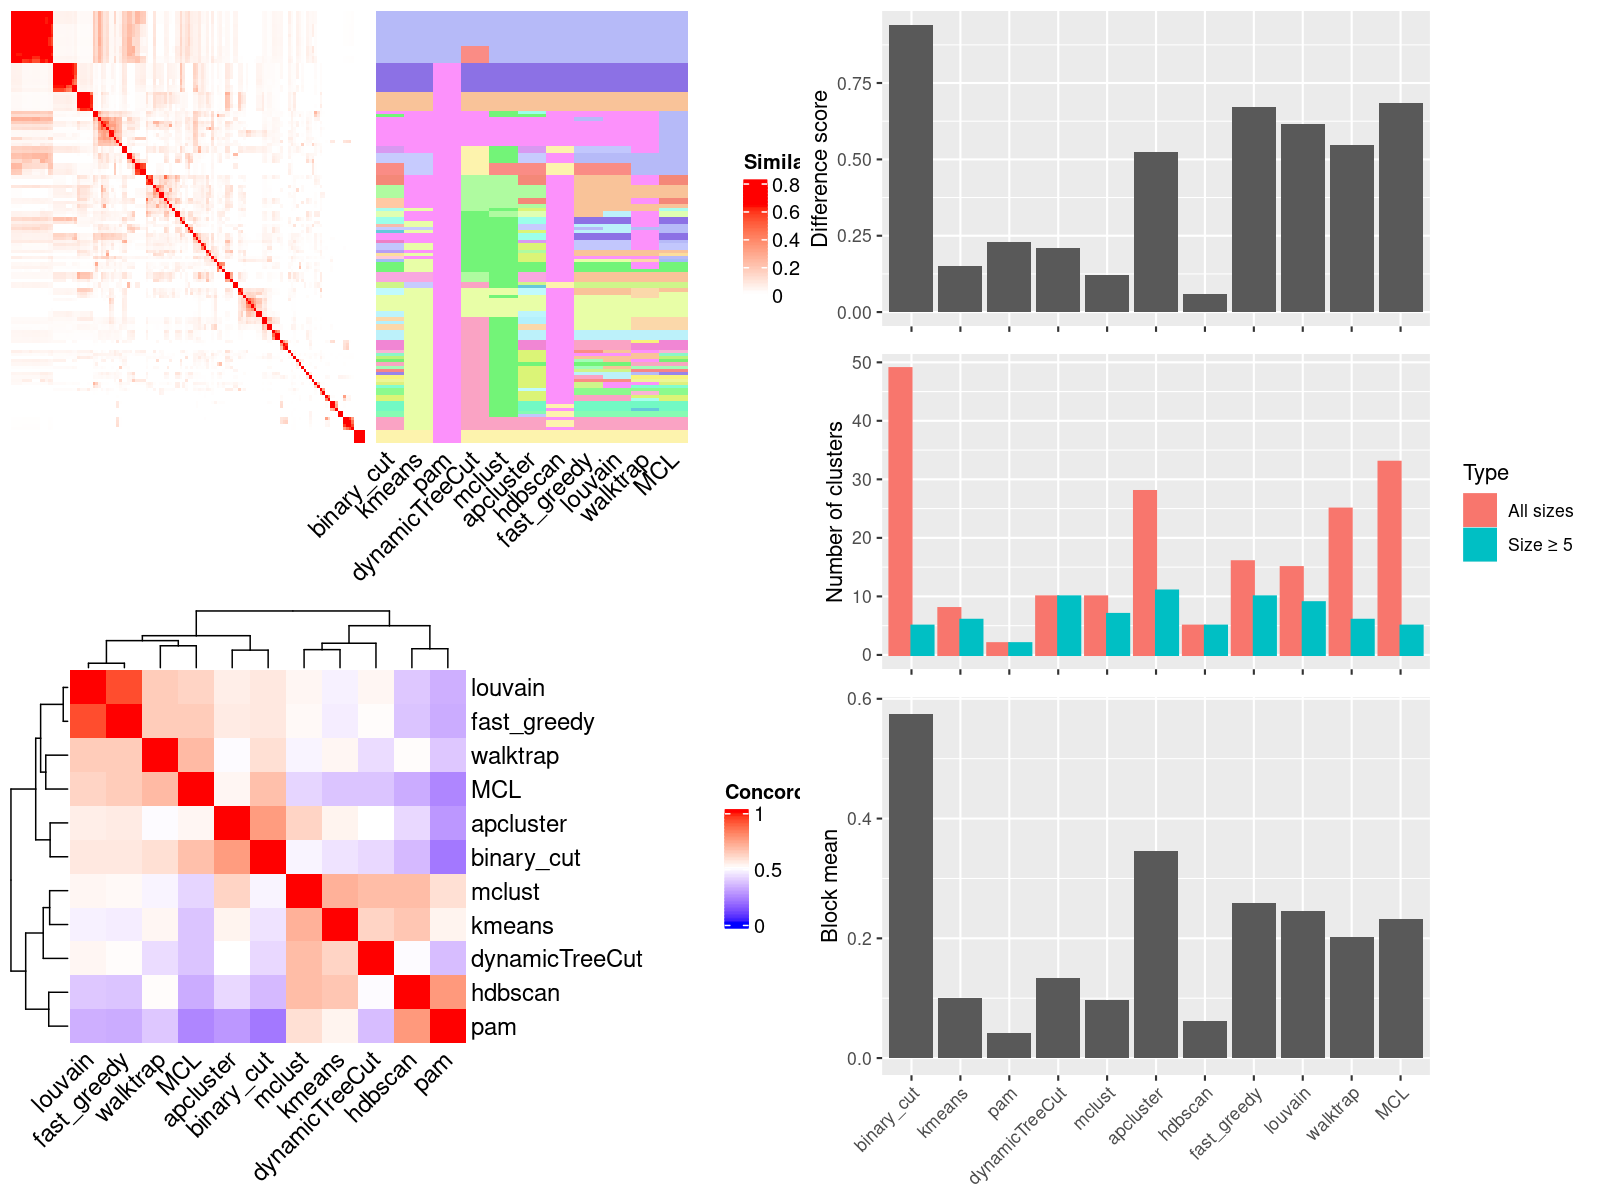 Simila
0.8
0.6
0.4
0.2
0
binary_cut
kmeans
pam
dynamicTreeCut
mclust
apcluster
hdbscan
fast_greedy
louvain
walktrap
MCL
louvain
fast_greedy
walktrap
MCL
apcluster
binary_cut
mclust
kmeans
dynamicTreeCut
hdbscan
pam
louvain
fast_greedy
walktrap
MCL
apcluster
binary_cut
mclust
kmeans
dynamicTreeCut
hdbscan
pam
Concord
1
0.5
0
Difference score
0.75
0.50
0.25
0.00
Number of clusters
50
40
30
20
10
0
Type
All sizes
Size ≥ 5
Block mean
0.6
0.4
0.2
0.0
binary_cut
kmeans
pam
dynamicTreeCut
mclust
apcluster
hdbscan
fast_greedy
louvain
walktrap
MCL